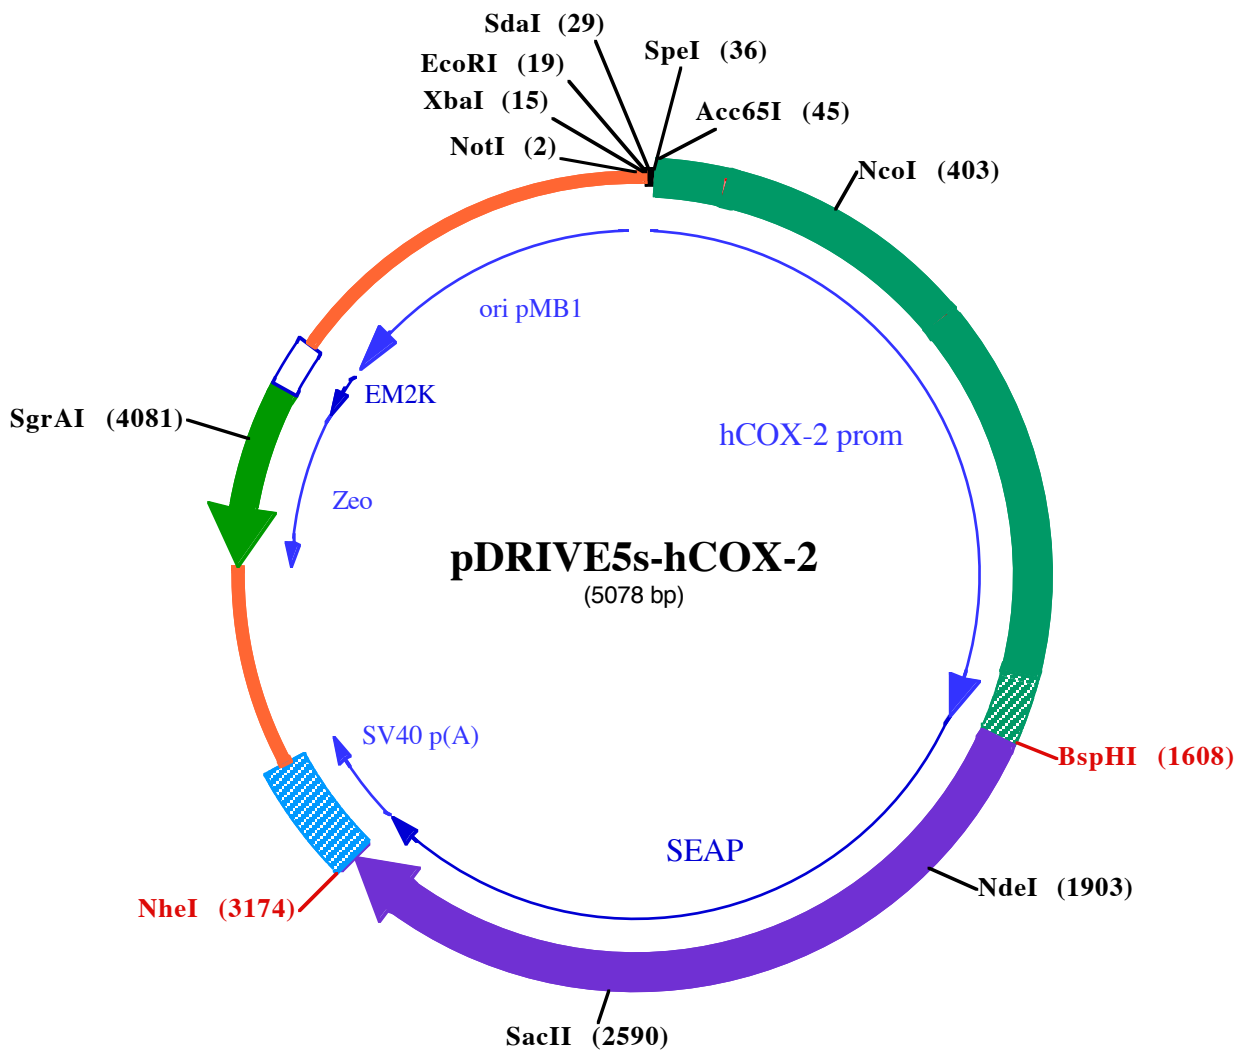 SdaI (29)
SpeI (36)
EcoRI (19)
XbaI (15)
Acc65I (45)
NotI (2)
NcoI (403)
ori pMB1
EM2K
SgrAI (4081)
hCOX-2 prom
Zeo
pDRIVE5s-hCOX-2
(5078 bp)
SV40 p(A)
BspHI (1608)
SEAP
NdeI (1903)
NheI (3174)
SacII (2590)